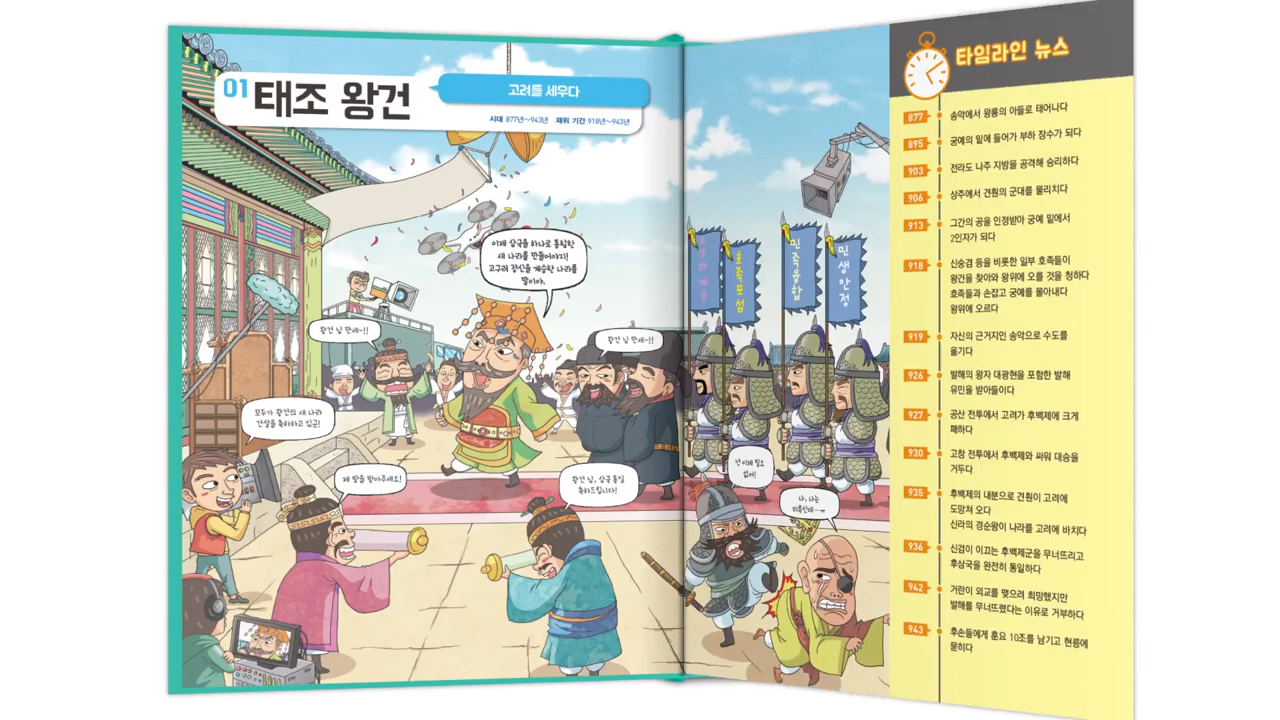 01 태조 왕건
고려를 세우다
시대 877년~943년 재위 기간 918년~943년
이제 삼국을 하나로 통합한
새 나라를 만들어야지!
고구려 정신을 계승한 나라를
말이야.
왕건 님 만세~!!
왕건 님 만세~!!
모두가 왕건의 새 나라
건설을 축하하고 있군!
제 땅을 받아주세요!
왕건 님, 삼국 통일
축하드립니다!
넌 이제 필요
없어!
나, 나는
미륵인데…ㅠ
호족포섭
민족융합
민생안정
타임라인 뉴스
877 송악에서 왕륭의 아들로 태어나다
895 궁예의 밑에 들어가 부하 장수가 되다
903 전라도 나주 지방을 공격해 승리하다
906 상주에서 견훤의 군대를 물리치다
913 그간의 공을 인정받아 궁예 밑에서
2인자가 되다
918 신숭겸 등을 비롯한 일부 호족들이
왕건을 찾아와 왕위에 오를 것을 청하다
호족들과 손잡고 궁예를 몰아내다
왕위에 오르다
919 자신의 근거지인 송악으로 수도를
옮기다
926 발해의 왕자 대광현을 포함한 발해
유민을 받아들이다
927 공산 전투에서 고려가 후백제에 크게
패하다
930 고창 전투에서 후백제와 싸워 대승을
거두다
935 후백제의 내분으로 견훤이 고려에
도망쳐 오다
신라의 경순왕이 나라를 고려에 바치다
936 신검이 이끄는 후백제군을 무너뜨리고
후삼국을 완전히 통일하다
942 거란이 외교를 맺으려 희망했지만
발해를 무너뜨렸다는 이유로 거부하다
943 후손들에게 훈요 10조를 남기고 현릉에
묻히다